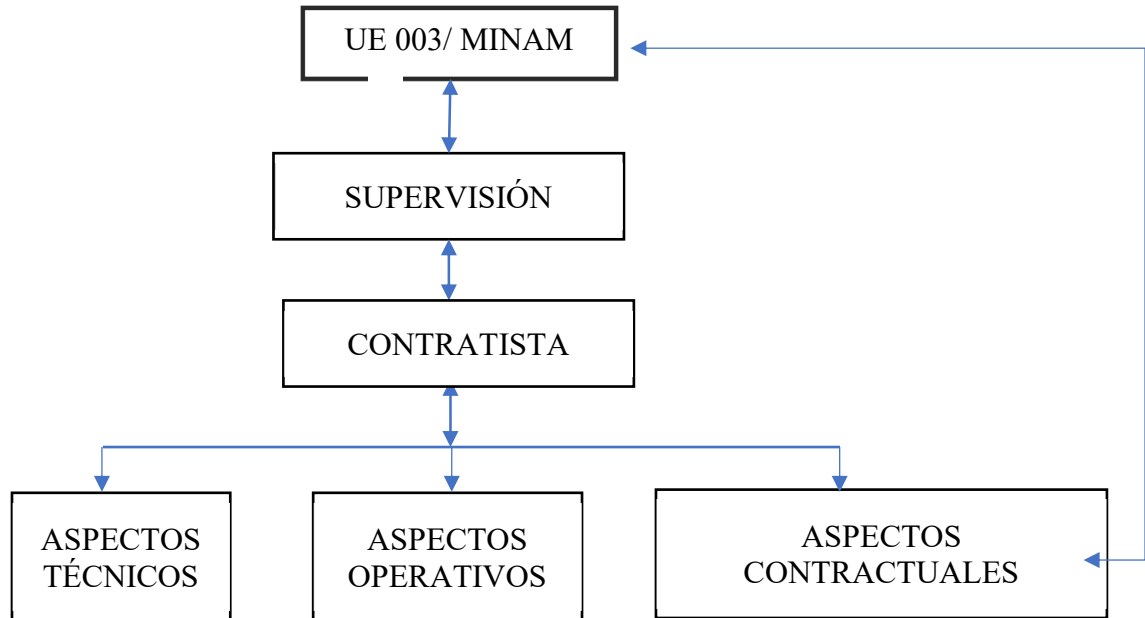 UE 003/ MINAM
SUPERVISIÓN
CONTRATISTA
ASPECTOS
TÉCNICOS
ASPECTOS
OPERATIVOS
ASPECTOS
CONTRACTUALES